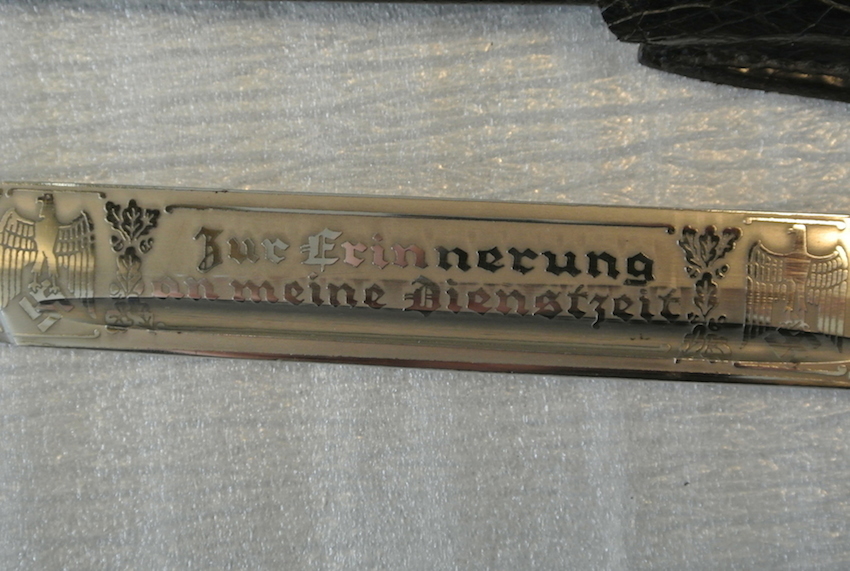 Zur Erinnerung
an meine Dienstzeit